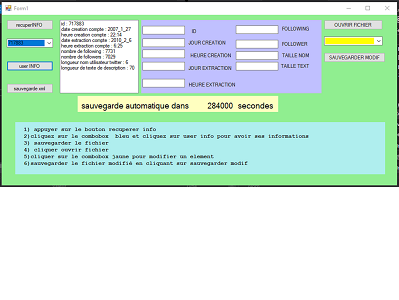 Form1
recuperINFO
717883
user INFO
sauvegarde.xml
id : 717883
date creation compte : 2007_1_27
heure creation compte : 22.14
date extraction compte : 2010_2_6
heure extraction compte : 6.25
nombre de following : 7731
nombre de followers : 7029
longueur nom utilisateur twitter : 6
longueur de texte de description : 70
ID
JOUR CREATION
HEURE CREATION
JOUR EXTRACTION
HEURE EXTRACTION
FOLLOWING
FOLLOWER
TAILLE NOM
TAILLE TEXT
OUVRIR FICHIER
SAUVEGARDER MODIF
sauvegarde automatique dans 284000 secondes
1) appuyer sur le bouton recuperer info
2)cliquez sur le combobox bleu et cliquez sur user info pour avoir ses informations
3) sauvegarder le fichier
4) cliquer ouvrir fichier
5)cliquer sur le combobox jaune pour modifier un element
6)sauvegarder le fichier modifié en cliquant sur sauvegarder modif